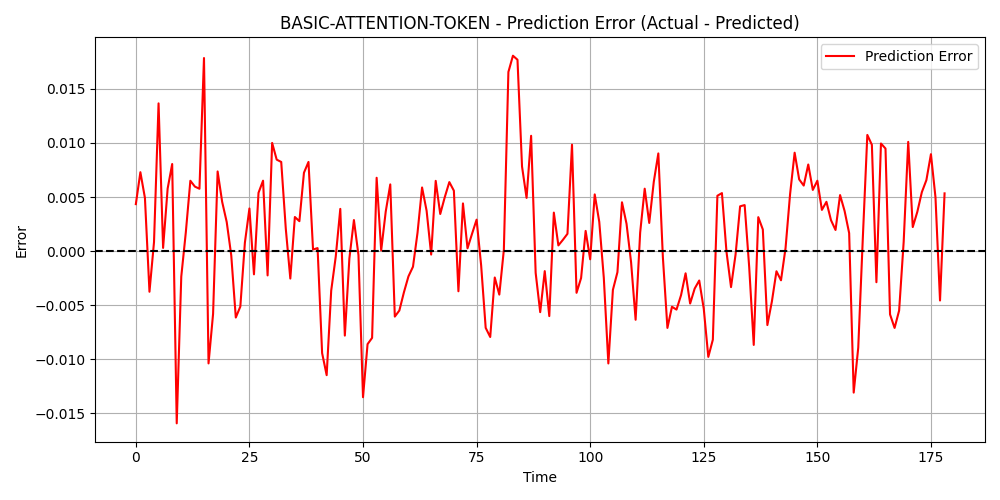 BASIC-ATTENTION-TOKEN - Prediction Error (Actual - Predicted)
Prediction Error
Error
0.015
0.010
0.005
0.000
−0.005
−0.010
−0.015
0 25 50 75 100 125 150 175
Time